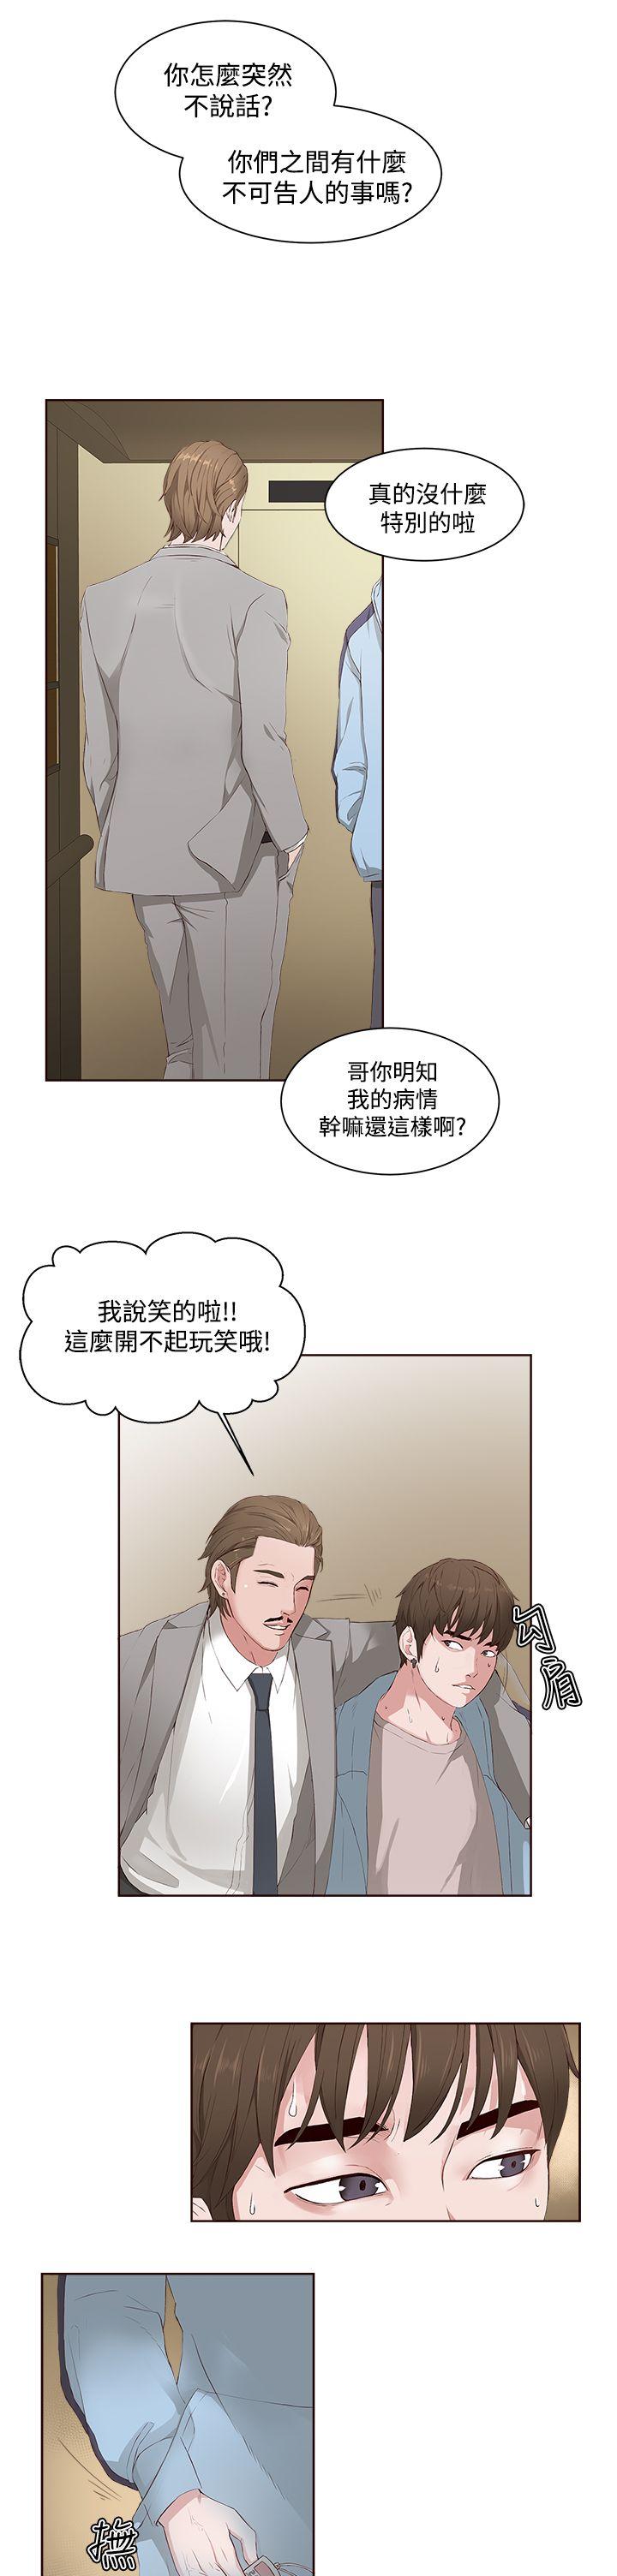 你怎麼突然
不說話?
你們之間有什麼
不可告人的事嗎?
真的沒什麼
特別的啦
哥你明知
我的病情
幹嘛還這樣啊?
我說笑的啦!!
這麼開不起玩笑哦!
勾
肩
撫